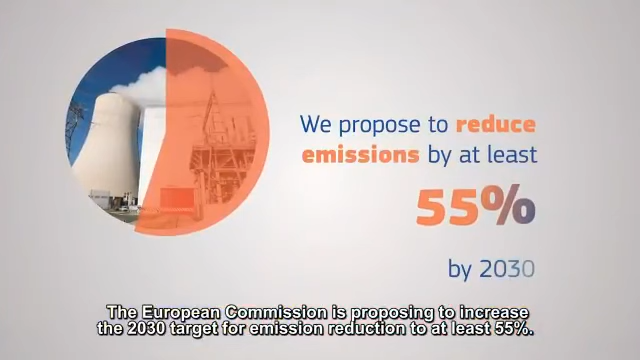 We propose to reduce
emissions by at least
55%
by 2030
The European Commission is proposing to increase
the 2030 target for emission reduction to at least 55%.